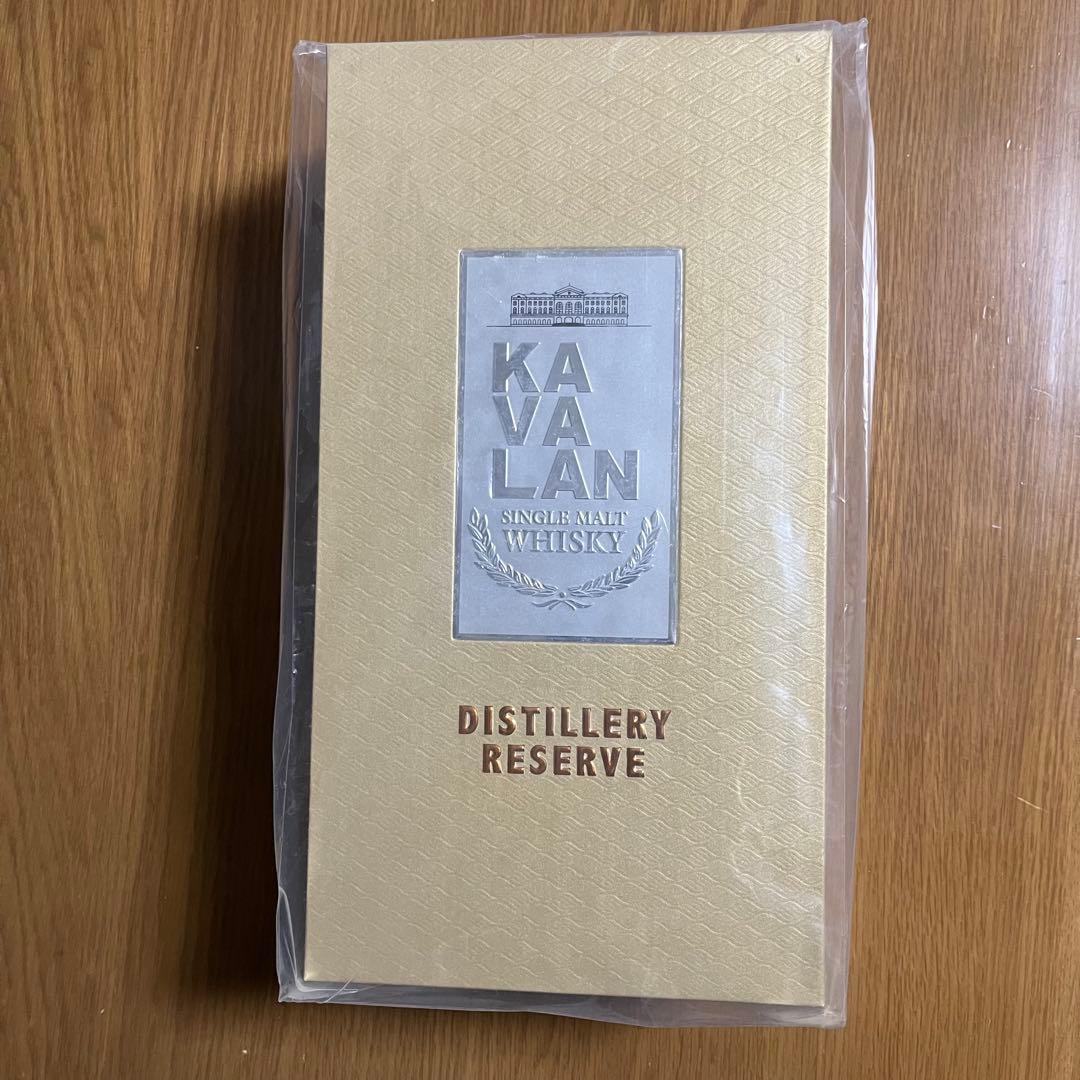 KA
VA
LAN
SINGLE MALT
WHISKY
DISTILLERY
RESERVE